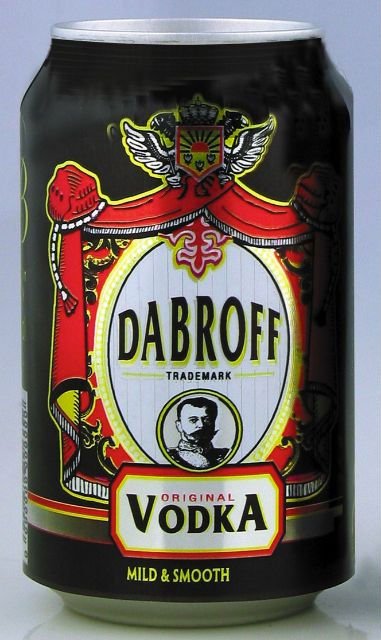 DABROFF
TRADEMARK
ORIGINAL
VODKA
MILD & SMOOTH